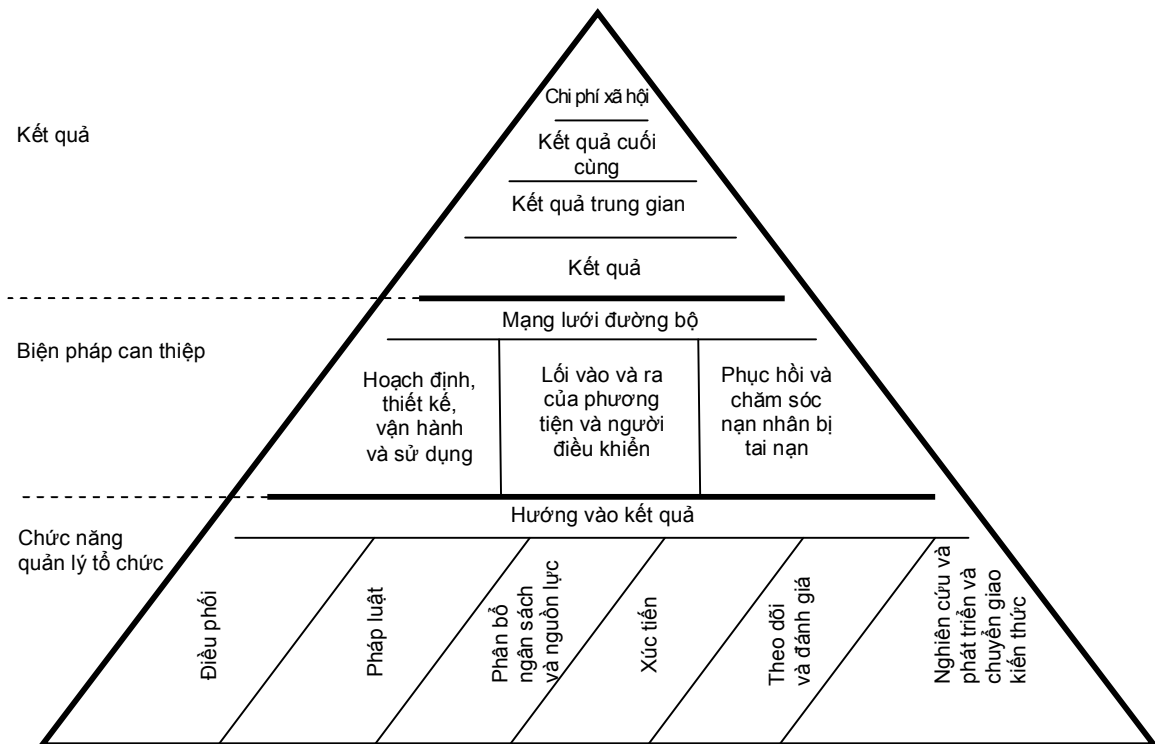 Kết quả
Chi phí xã hội
Kết quả cuối
cùng
Kết quả trung gian
Kết quả
Biện pháp can thiệp
Mạng lưới đường bộ
Hoạch định,
thiết kế,
vận hành
và sử dụng
Lối vào và ra
của phương
tiện và người
điều khiển
Phục hồi và
chăm sóc
nạn nhân bị
tai nạn
Chức năng
quản lý tổ chức
Hướng vào kết quả
Điều phối
Pháp luật
Phân bổ
ngân sách
và nguồn lực
Xúc tiến
Theo dõi
và đánh giá
Nghiên cứu và
phát triển và
chuyển giao
kiến thức